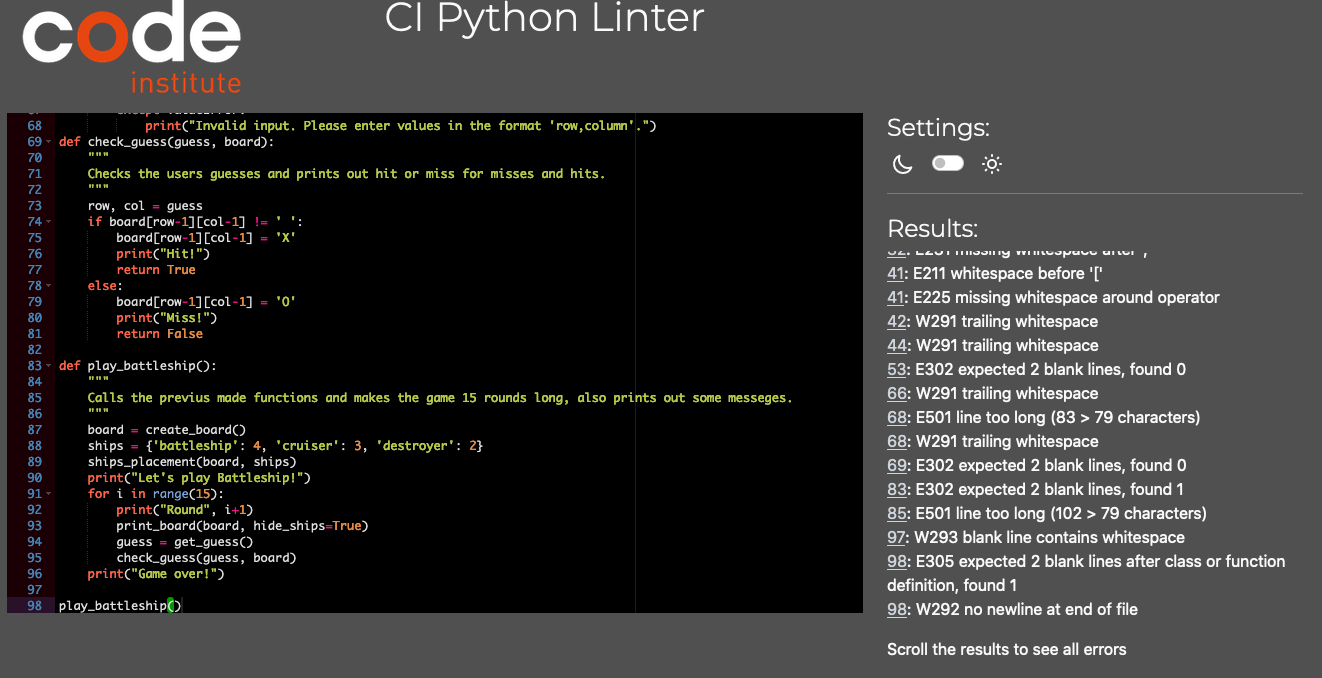 code
institute
CI Python Linter
68 print("Invalid input. Please enter values in the format 'row,column'.")
69 def check_guess(guess, board):
70 """
71 Checks the users guesses and prints out hit or miss for misses and hits.
72 """
73 row, col = guess
74 if board[row-1][col-1] != ' ':
75 board[row-1][col-1] = 'X'
76 print("Hit!")
77 return True
78 else:
79 board[row-1][col-1] = 'O'
80 print("Miss!")
81 return False
82
83 def play_battleship():
84 """
85 Calls the previus made functions and makes the game 15 rounds long, also prints out some messeges.
86 """
87 board = create_board()
88 ships = {'battleship': 4, 'cruiser': 3, 'destroyer': 2}
89 ships_placement(board, ships)
90 print("Let's play Battleship!")
91 for i in range(15):
92 print("Round", i+1)
93 print_board(board, hide_ships=True)
94 guess = get_guess()
95 check_guess(guess, board)
96 print("Game over!")
97
98 play_battleship()
Settings:
Results:
41: E211 whitespace before '['
41: E225 missing whitespace around operator
42: W291 trailing whitespace
44: W291 trailing whitespace
53: E302 expected 2 blank lines, found 0
66: W291 trailing whitespace
68: E501 line too long (83 > 79 characters)
68: W291 trailing whitespace
69: E302 expected 2 blank lines, found 0
83: E302 expected 2 blank lines, found 1
85: E501 line too long (102 > 79 characters)
97: W293 blank line contains whitespace
98: E305 expected 2 blank lines after class or function
definition, found 1
98: W292 no newline at end of file
Scroll the results to see all errors